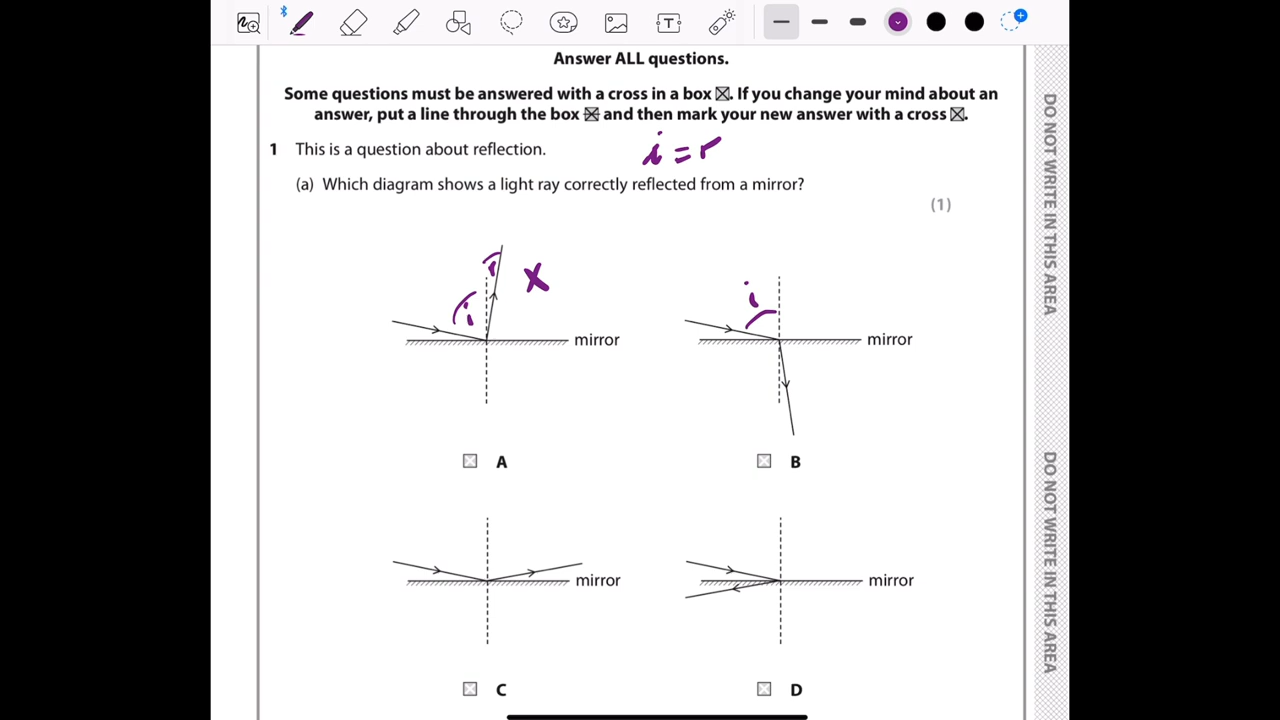 Answer ALL questions.
Some questions must be answered with a cross in a box ☒. If you change your mind about an
answer, put a line through the box ☒ and then mark your new answer with a cross ☒.
1 This is a question about reflection.
i = r
(a) Which diagram shows a light ray correctly reflected from a mirror?
(1)
i
r
X
i
mirror
mirror
A
B
mirror
mirror
C
D
DO NOT WRITE IN THIS AREA
DO NOT WRITE IN THIS AREA
T